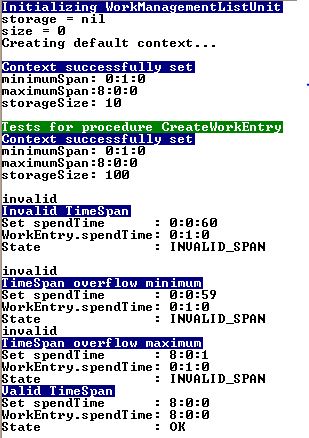 Initializing WorkManagementListUnit
storage = nil
size = 0
Creating default context...
Context successfully set
minimumSpan: 0:1:0
maximumSpan:8:0:0
storageSize: 10
Tests for procedure CreateWorkEntry
Context successfully set
minimumSpan: 0:1:0
maximumSpan:8:0:0
storageSize: 100
invalid
Invalid TimeSpan
Set spendTime      : 0:0:60
WorkEntry.spendTime: 0:1:0
State              : INVALID_SPAN
invalid
TimeSpan overflow minimum
Set spendTime      : 0:0:59
WorkEntry.spendTime: 0:1:0
State              : INVALID_SPAN
invalid
TimeSpan overflow maximum
Set spendTime      : 8:0:1
WorkEntry.spendTime: 0:1:0
State              : INVALID_SPAN
Valid TimeSpan
Set spendTime      : 8:0:0
WorkEntry.spendTime: 8:0:0
State              : OK